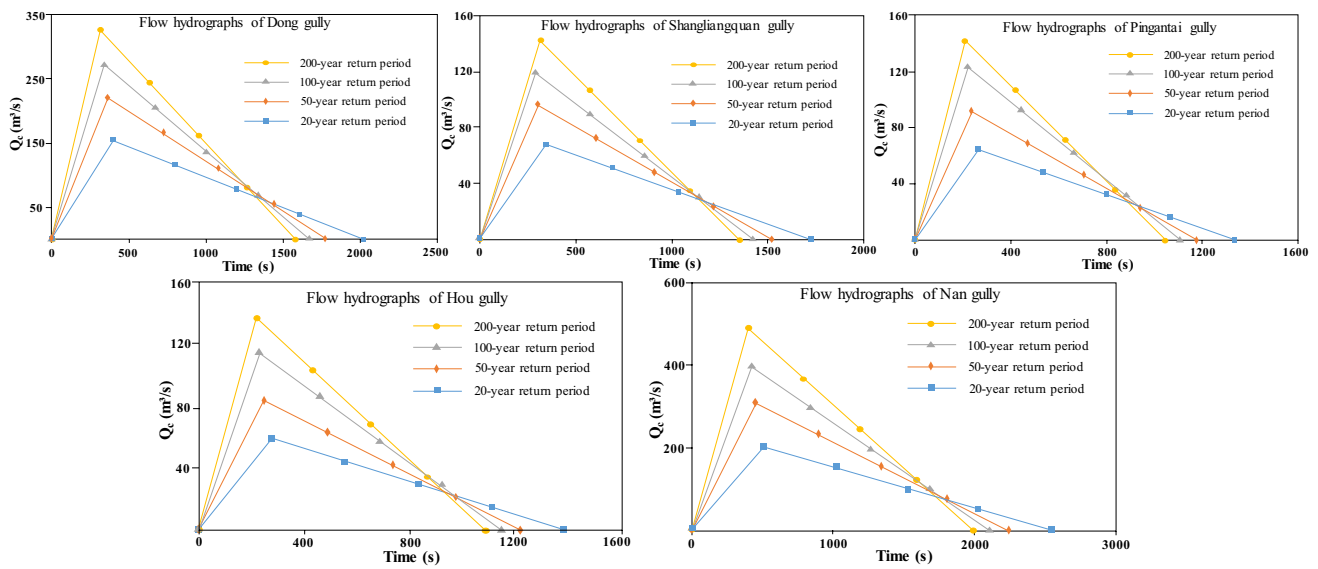 Flow hydrographs of Dong gully
Q_c (m³/s)
350
250
150
50
200-year return period
100-year return period
50-year return period
20-year return period
0 500 1000 1500 2000 2500
Time (s)
Flow hydrographs of Shangliangquan gully
Q_c (m³/s)
160
120
80
40
200-year return period
100-year return period
50-year return period
20-year return period
0 500 1000 1500 2000
Time (s)
Flow hydrographs of Pingantai gully
Q_c (m³/s)
160
120
80
40
200-year return period
100-year return period
50-year return period
20-year return period
0 400 800 1200 1600
Time (s)
Flow hydrographs of Hou gully
Q_c (m³/s)
160
120
80
40
200-year return period
100-year return period
50-year return period
20-year return period
0 400 800 1200 1600
Time (s)
Flow hydrographs of Nan gully
Q_c (m³/s)
600
400
200
200-year return period
100-year return period
50-year return period
20-year return period
0 1000 2000 3000
Time (s)